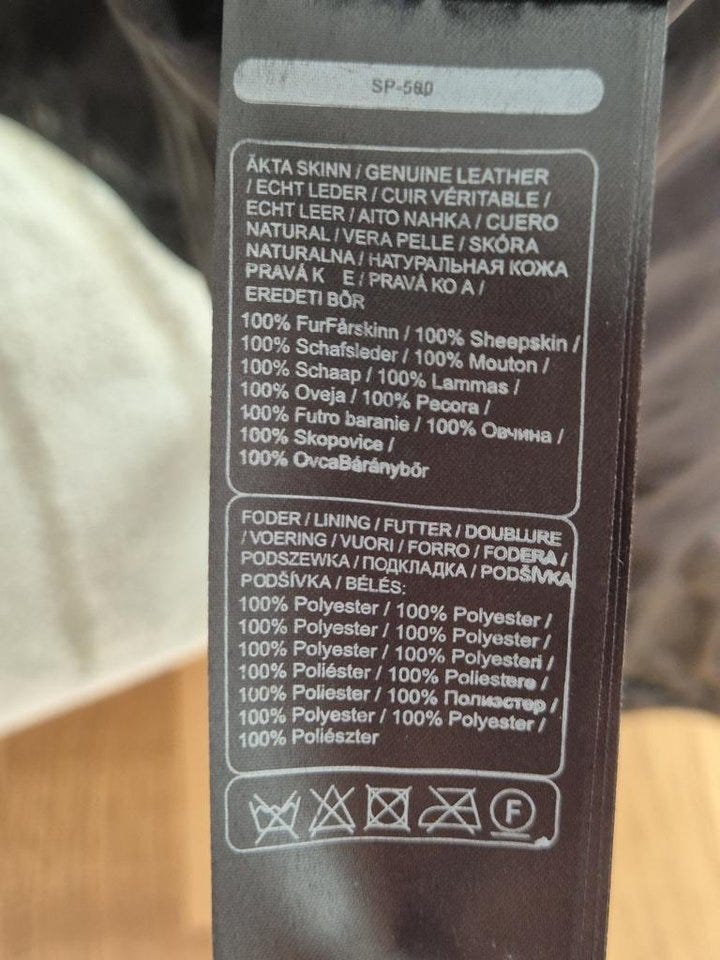 SP-560
ÄKTA SKINN / GENUINE LEATHER
/ ECHT LEDER / CUIR VÉRITABLE /
ECHT LEER / AITO NAHKA / CUERO
NATURAL / VERA PELLE / SKÓRA
NATURALNA / НАТУРАЛЬНАЯ КОЖА
PRAVÁ K E / PRAVÁ KO A /
EREDETI BŐR
100% FurFårskinn / 100% Sheepskin /
100% Schafsleder / 100% Mouton /
100% Schaap / 100% Lammas /
100% Oveja / 100% Pecora /
100% Futro baranie / 100% Овчина /
100% Skopovice /
100% OvcaBáránybőr
FODER / LINING / FUTTER / DOUBLURE
/ VOERING / VUORI / FORRO / FODERA /
PODSZEWKA / ПОДКЛАДКА / PODŠÍVKA
PODŠÍVKA / BÉLÉS:
100% Polyester / 100% Polyester /
100% Polyester / 100% Polyester /
100% Polyester / 100% Polyesteri /
100% Poliéster / 100% Poliestere /
100% Poliester / 100% Полиэстер /
100% Polyester / 100% Polyester /
100% Poliészter
F